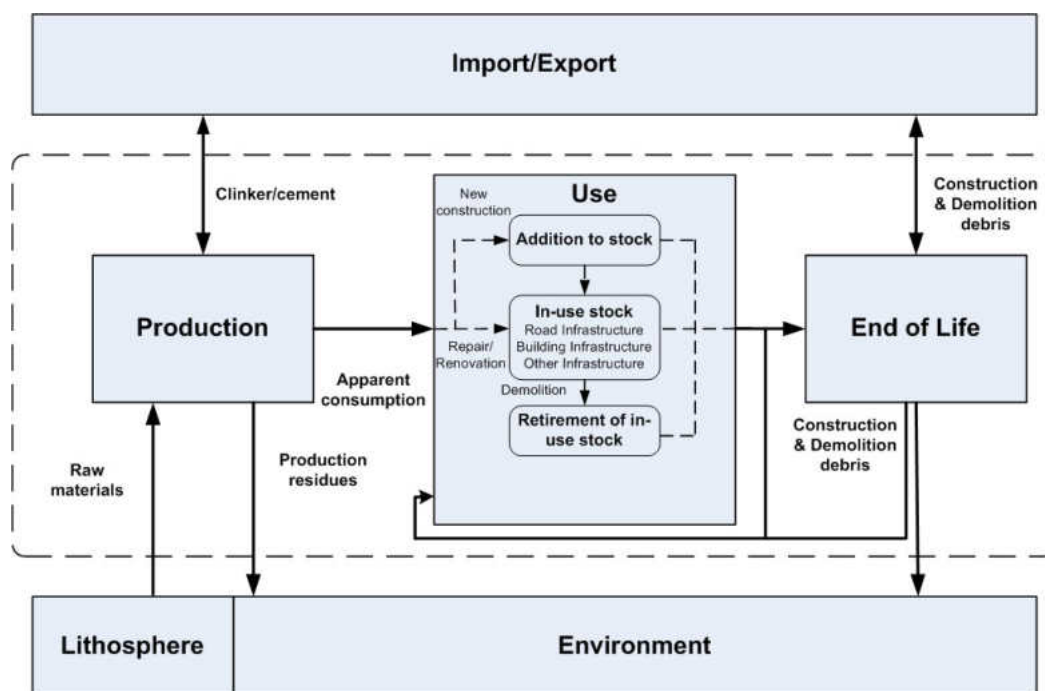 Import/Export
Clinker/cement
Construction
& Demolition
debris
Use
New
construction
Addition to stock
Production
In-use stock
Road Infrastructure
Building Infrastructure
Other Infrastructure
Repair/
Renovation
End of Life
Apparent
consumption
Demolition
Retirement of in-
use stock
Construction
& Demolition
debris
Raw
materials
Production
residues
Lithosphere
Environment